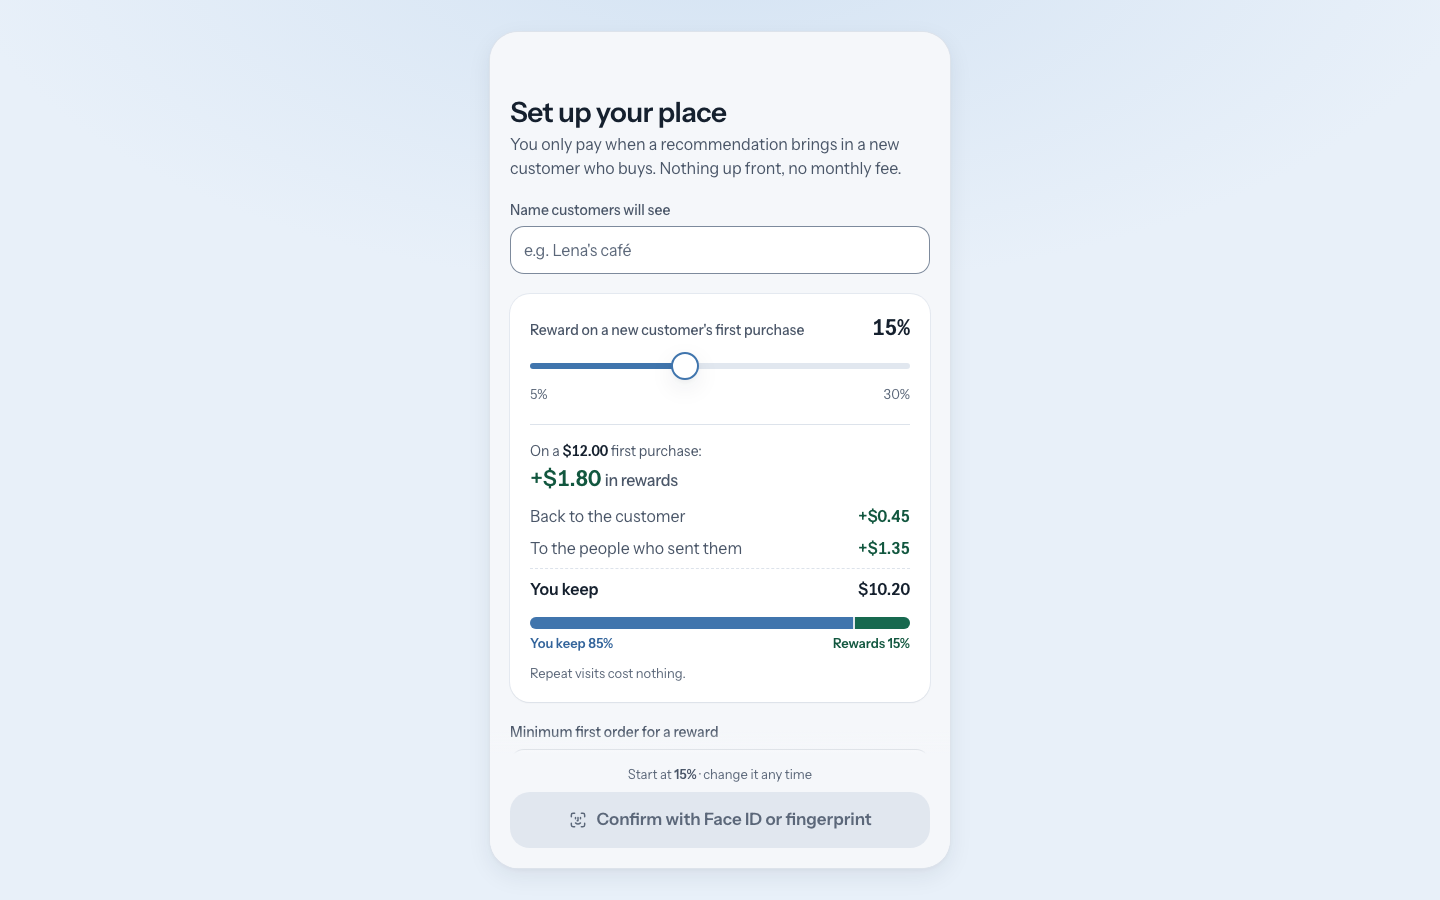 Set up your place
You only pay when a recommendation brings in a new
customer who buys. Nothing up front, no monthly fee.
Name customers will see
e.g. Lena's café
Reward on a new customer's first purchase 15%
5% 30%
On a $12.00 first purchase:
+$1.80 in rewards
Back to the customer +$0.45
To the people who sent them +$1.35
You keep $10.20
You keep 85% Rewards 15%
Repeat visits cost nothing.
Minimum first order for a reward
Start at 15% · change it any time
Confirm with Face ID or fingerprint